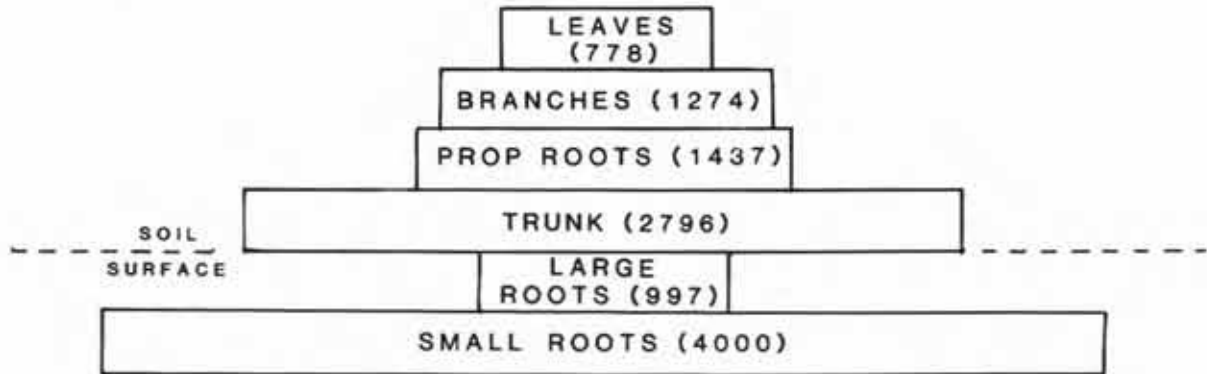 LEAVES
(778)
BRANCHES (1274)
PROP ROOTS (1437)
TRUNK (2796)
SOIL
SURFACE
LARGE
ROOTS (997)
SMALL ROOTS (4000)